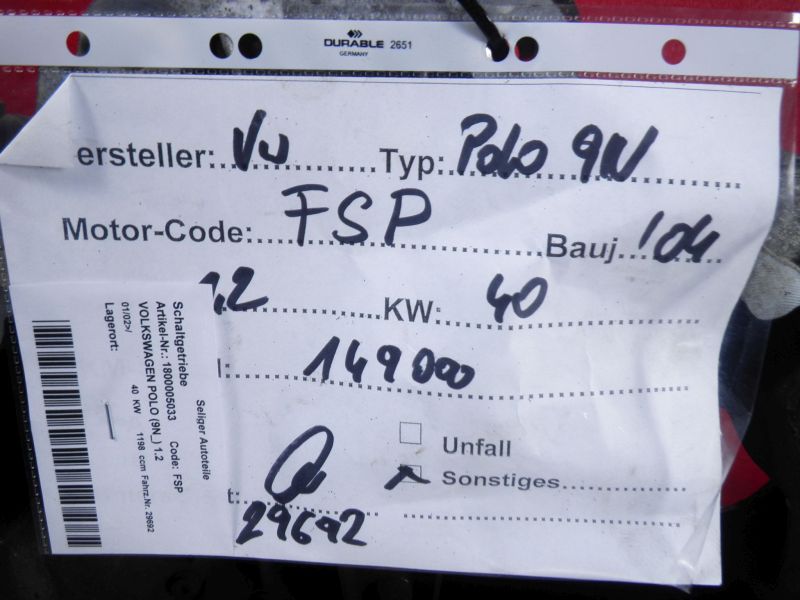 DURABLE 2651
GERMANY
ersteller: VW Typ: Polo 9N
Motor-Code: FSP Bauj. '04
1,2 KW: 40
149000
Unfall
Sonstiges
t:
29692
Seliger Autoteile
Schaltgetriebe
Artikel-Nr.: 1800005033 Code: FSP
VOLKSWAGEN POLO (9N_) 1.2
01/02>/ 40 KW 1198 ccm Fahrz.Nr. 29692
Lagerort: